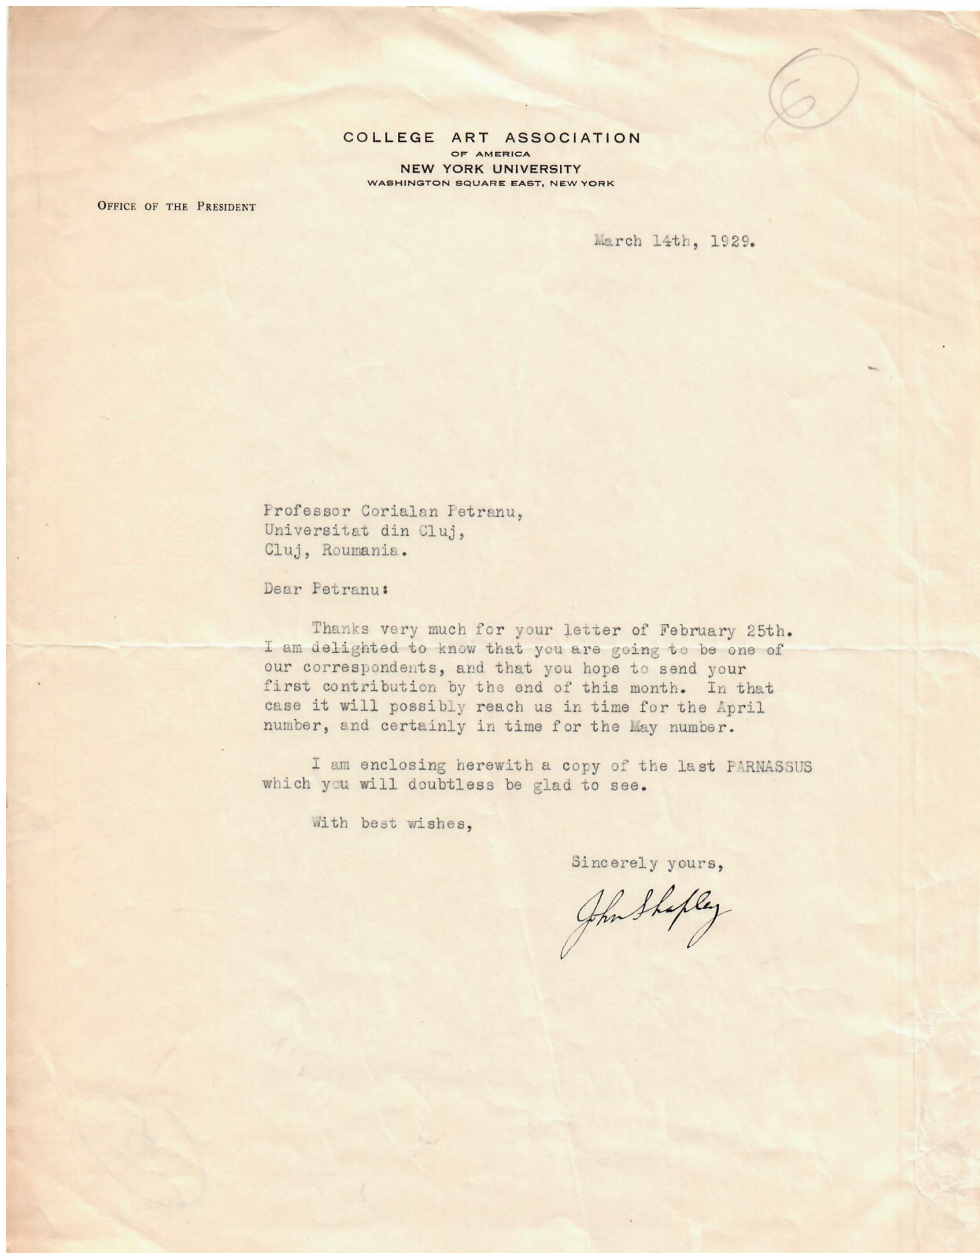 6
COLLEGE ART ASSOCIATION
OF AMERICA
NEW YORK UNIVERSITY
WASHINGTON SQUARE EAST, NEW YORK
OFFICE OF THE PRESIDENT
March 14th, 1929.
Professor Corialan Petranu,
Universitat din Cluj,
Cluj, Roumania.
Dear Petranu:
Thanks very much for your letter of February 25th.
I am delighted to know that you are going to be one of
our correspondents, and that you hope to send your
first contribution by the end of this month. In that
case it will possibly reach us in time for the April
number, and certainly in time for the May number.
I am enclosing herewith a copy of the last PARNASSUS
which you will doubtless be glad to see.
With best wishes,
Sincerely yours,
John Shapley